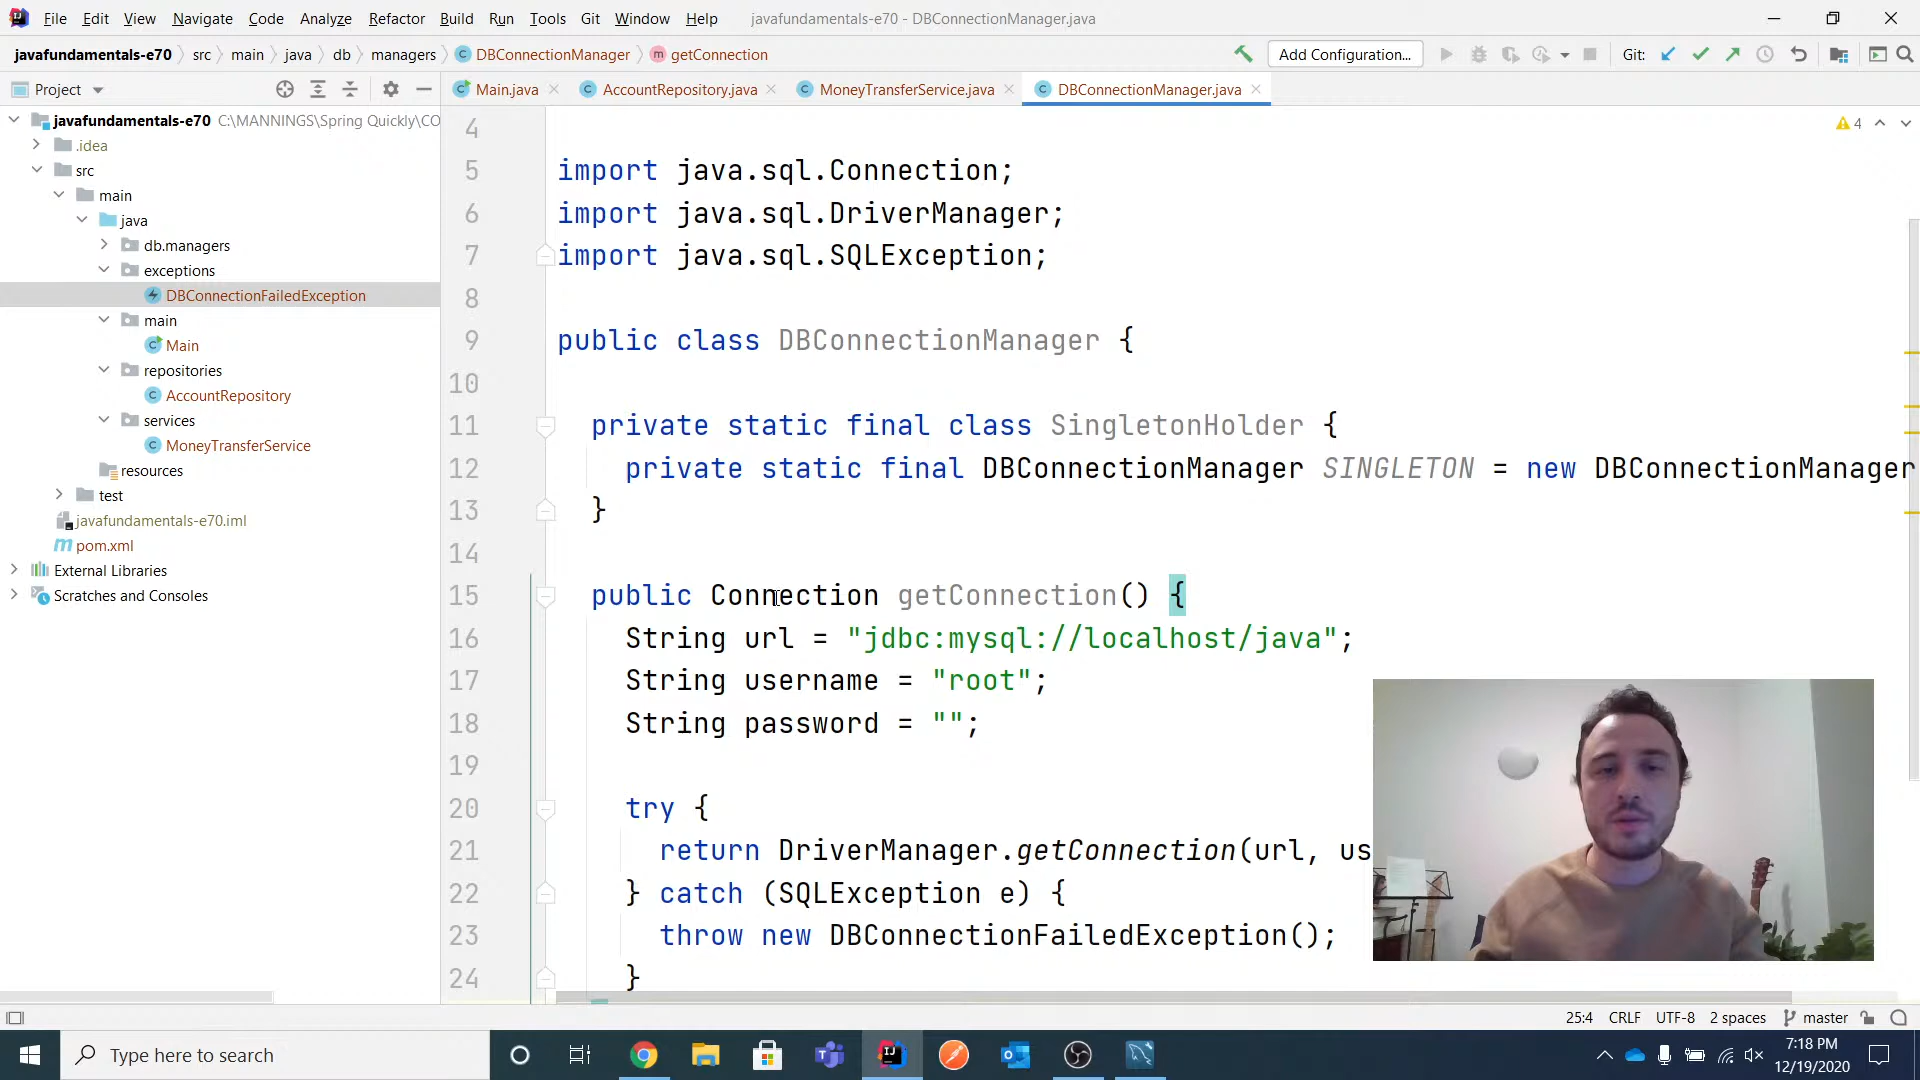 File Edit View Navigate Code Analyze Refactor Build Run Tools Git Window Help javafundamentals-e70 - DBConnectionManager.java
javafundamentals-e70 src main java db managers DBConnectionManager getConnection Add Configuration... Git:
Project Main.java AccountRepository.java MoneyTransferService.java DBConnectionManager.java
javafundamentals-e70 C:\MANNINGS\Spring Quickly\CO
.idea
src
main
java
db.managers
exceptions
DBConnectionFailedException
main
Main
repositories
AccountRepository
services
MoneyTransferService
resources
test
javafundamentals-e70.iml
pom.xml
External Libraries
Scratches and Consoles
4
4
5 import java.sql.Connection;
6 import java.sql.DriverManager;
7 import java.sql.SQLException;
8
9 public class DBConnectionManager {
10
11 private static final class SingletonHolder {
12 private static final DBConnectionManager SINGLETON = new DBConnectionManager
13 }
14
15 public Connection getConnection() {
16 String url = "jdbc:mysql://localhost/java";
17 String username = "root";
18 String password = "";
19
20 try {
21 return DriverManager.getConnection(url, us
22 } catch (SQLException e) {
23 throw new DBConnectionFailedException();
24 }
25:4 CRLF UTF-8 2 spaces master
Type here to search
7:18 PM
12/19/2020